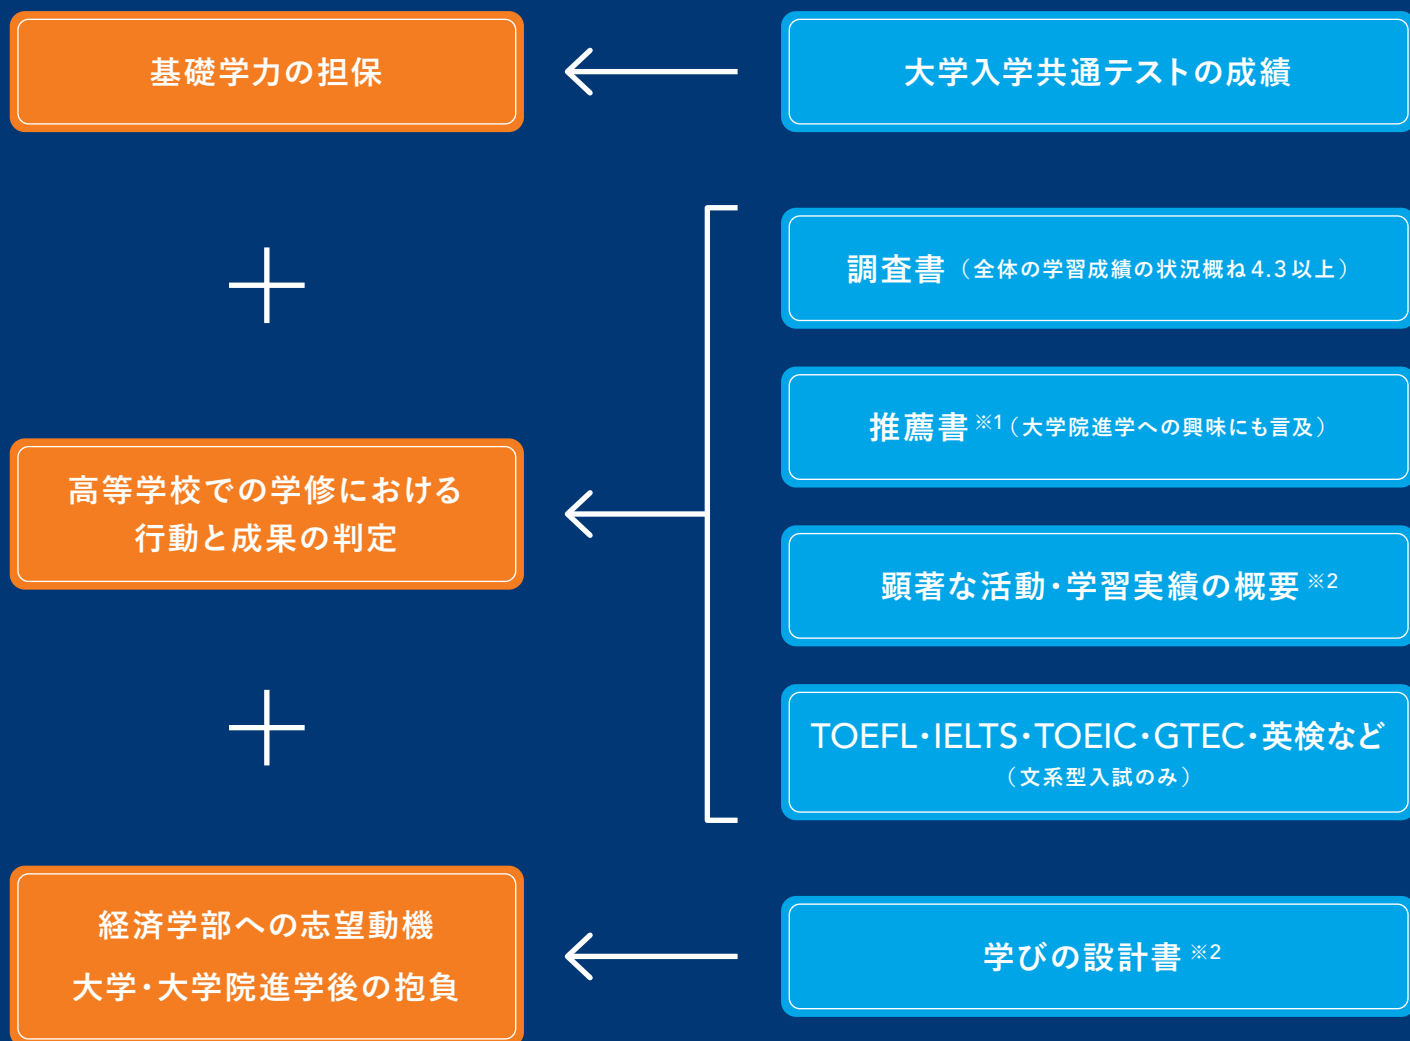 基礎学力の担保
大学入学共通テストの成績
調査書（全体の学習成績の状況概ね4.3以上）
推薦書※1（大学院進学への興味にも言及）
高等学校での学修における
行動と成果の判定
顕著な活動・学習実績の概要※2
TOEFL・IELTS・TOEIC・GTEC・英検など
（文系型入試のみ）
経済学部への志望動機
大学・大学院進学後の抱負
学びの設計書※2